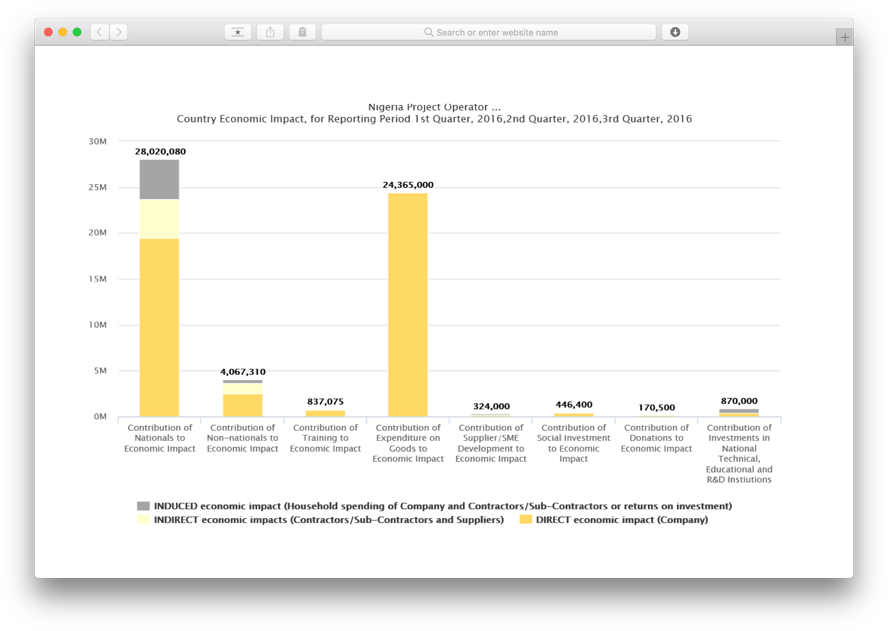 Search or enter website name
Nigeria Project Operator ...
Country Economic Impact, for Reporting Period 1st Quarter, 2016,2nd Quarter, 2016,3rd Quarter, 2016
30M
25M
20M
15M
10M
5M
0M
28,020,080
4,067,310
837,075
24,365,000
324,000
446,400
170,500
870,000
Contribution of
Nationals to
Economic Impact
Contribution of
Non-nationals to
Economic Impact
Contribution of
Training to
Economic Impact
Contribution of
Expenditure on
Goods to
Economic Impact
Contribution of
Supplier/SME
Development to
Economic Impact
Contribution of
Social Investment
to Economic
Impact
Contribution of
Donations to
Economic Impact
Contribution of
Investments in
National
Technical,
Educational and
R&D Instiutions
INDUCED economic impact (Household spending of Company and Contractors/Sub-Contractors or returns on investment)
INDIRECT economic impacts (Contractors/Sub-Contractors and Suppliers)
DIRECT economic impact (Company)